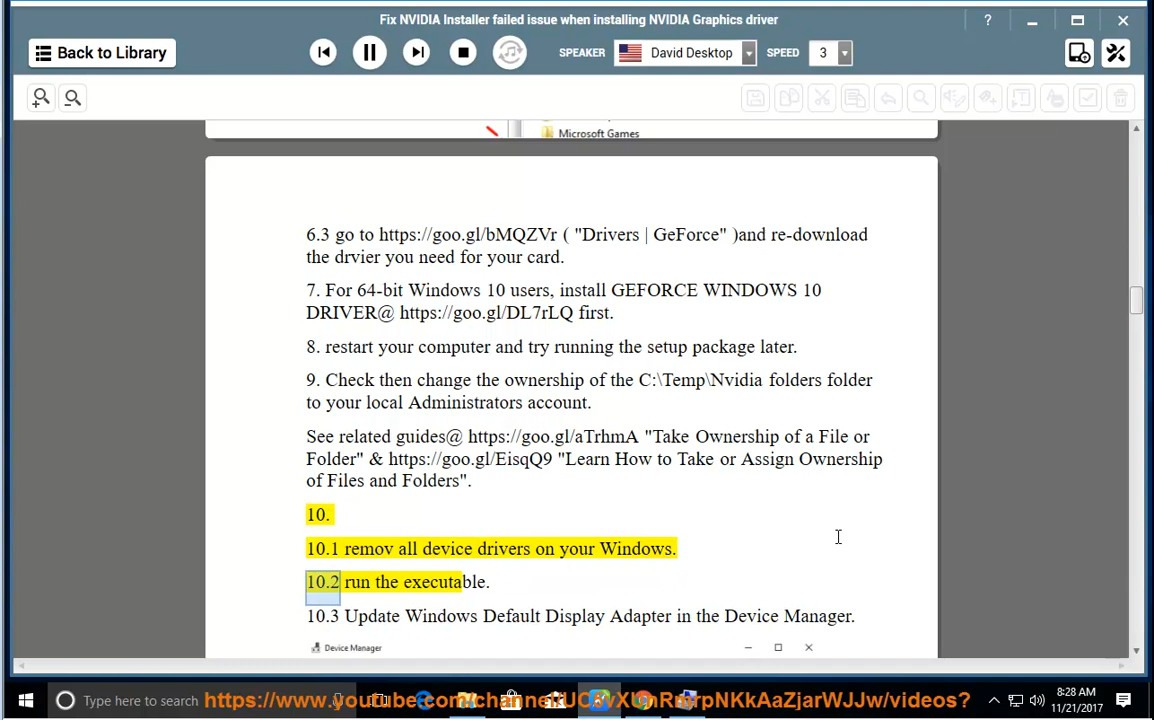 Fix NVIDIA Installer failed issue when installing NVIDIA Graphics driver
?
Back to Library
SPEAKER
David Desktop
SPEED
3
Microsoft Games
6.3 go to https://goo.gl/bMQZVr ( "Drivers | GeForce" )and re-download
the drvier you need for your card.
7. For 64-bit Windows 10 users, install GEFORCE WINDOWS 10
DRIVER@ https://goo.gl/DL7rLQ first.
8. restart your computer and try running the setup package later.
9. Check then change the ownership of the C:\Temp\Nvidia folders folder
to your local Administrators account.
See related guides@ https://goo.gl/aTrhmA "Take Ownership of a File or
Folder" & https://goo.gl/EisqQ9 "Learn How to Take or Assign Ownership
of Files and Folders".
10.
10.1 remov all device drivers on your Windows.
10.2 run the executable.
10.3 Update Windows Default Display Adapter in the Device Manager.
Device Manager
Type here to search
8:28 AM
11/21/2017